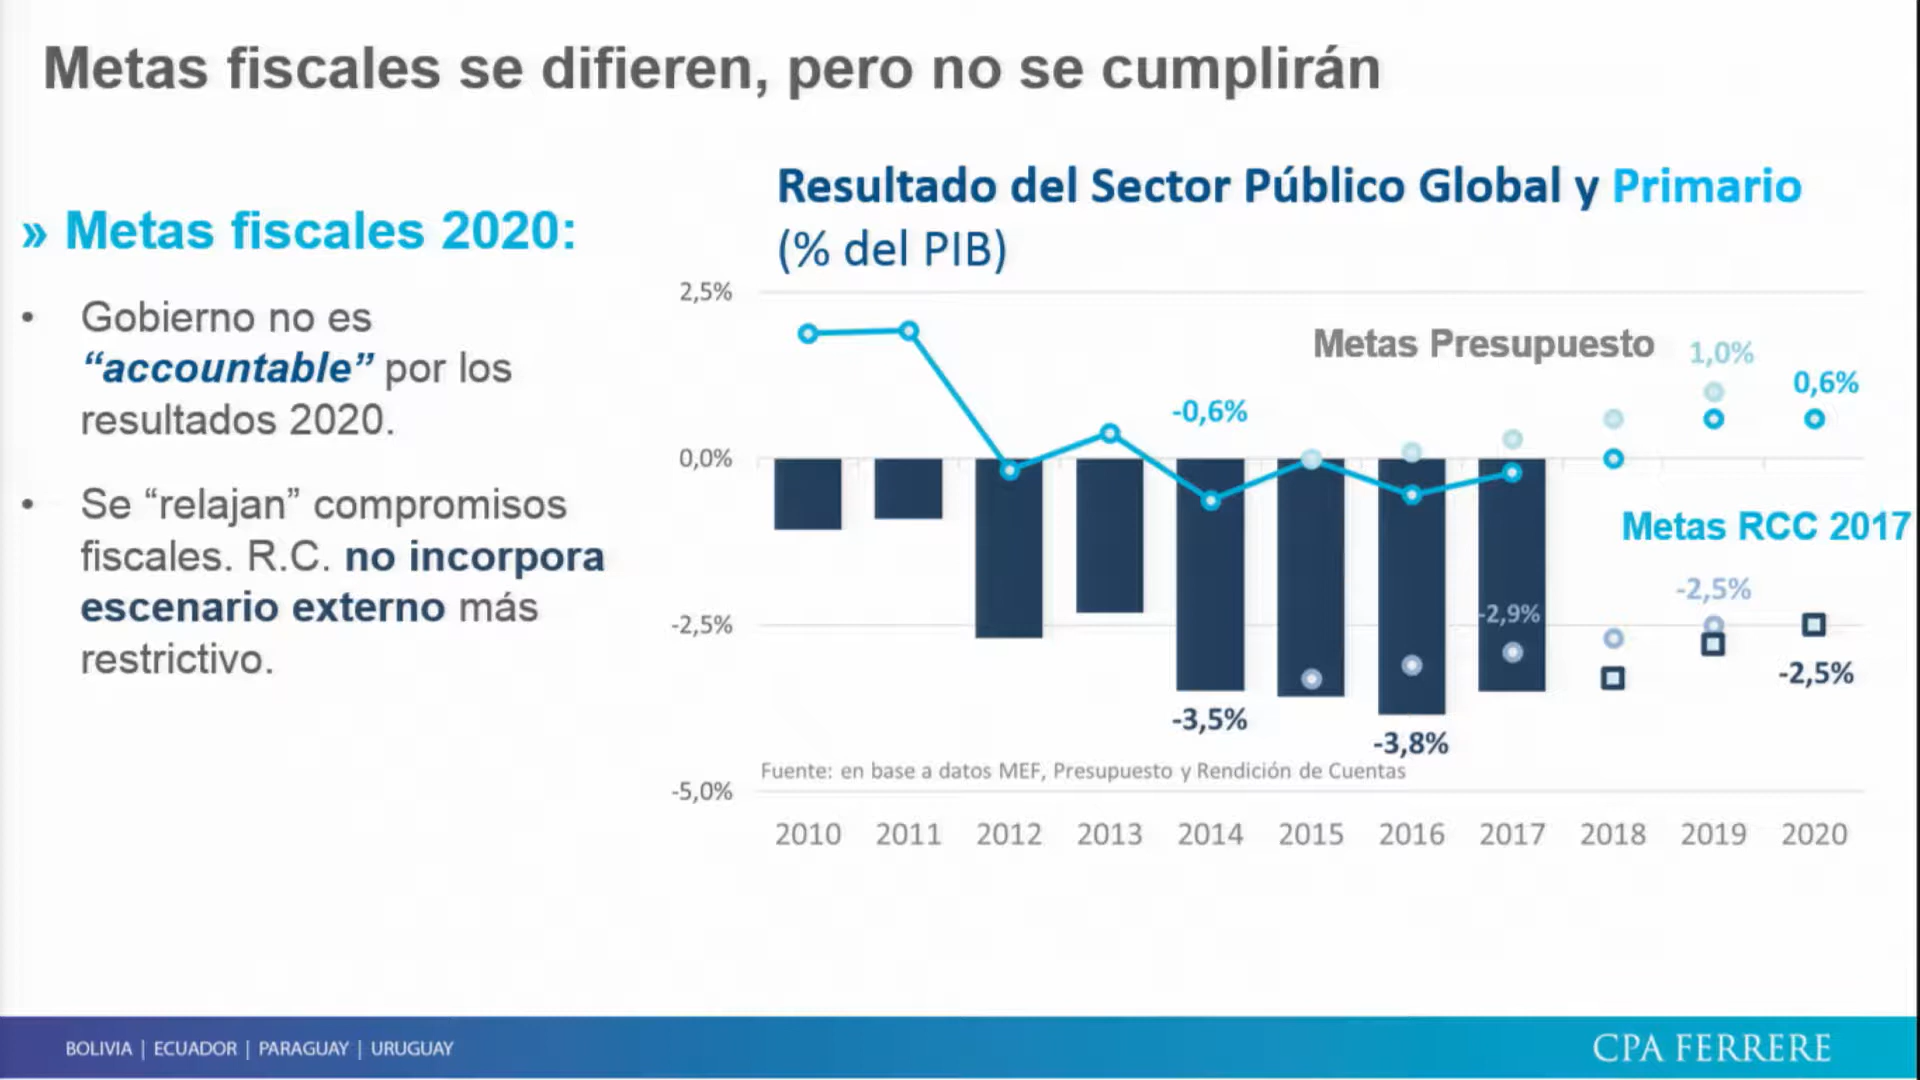 Metas fiscales se difieren, pero no se cumplirán
» Metas fiscales 2020:
• Gobierno no es
“accountable” por los
resultados 2020.
• Se “relajan” compromisos
fiscales. R.C. no incorpora
escenario externo más
restrictivo.
Resultado del Sector Público Global y Primario
(% del PIB)
2,5%
0,0%
-2,5%
-5,0%
Metas Presupuesto
1,0%
0,6%
-0,6%
Metas RCC 2017
-2,5%
-2,9%
-2,5%
-3,5%
-3,8%
Fuente: en base a datos MEF, Presupuesto y Rendición de Cuentas
2010 2011 2012 2013 2014 2015 2016 2017 2018 2019 2020
BOLIVIA | ECUADOR | PARAGUAY | URUGUAY
CPA FERRERE